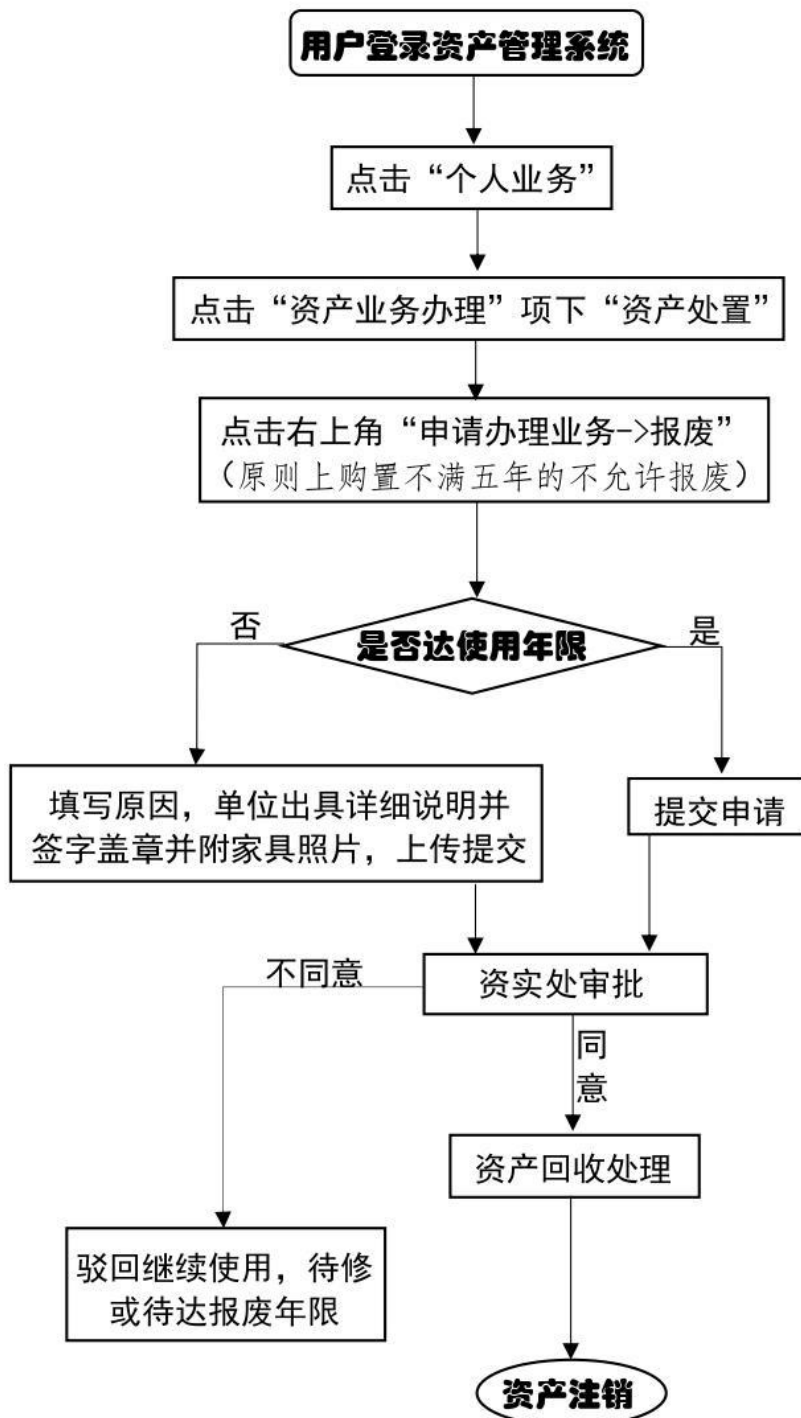 用户登录资产管理系统
点击“个人业务”
点击“资产业务办理”项下“资产处置”
点击右上角“申请办理业务->报废”
（原则上购置不满五年的不允许报废）
否
是否达使用年限
是
填写原因，单位出具详细说明并
签字盖章并附家具照片，上传提交
提交申请
不同意
资实处审批
同
意
资产回收处理
驳回继续使用，待修
或待达报废年限
资产注销